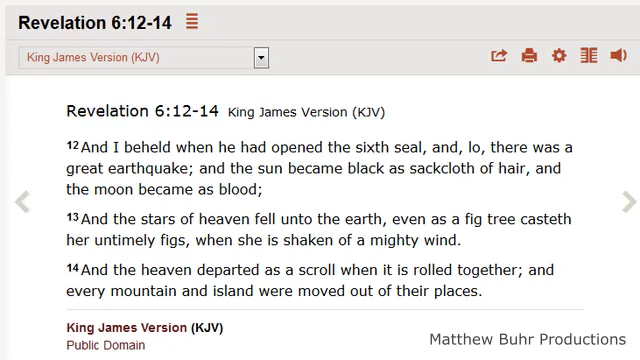 Revelation 6:12-14
King James Version (KJV)
Revelation 6:12-14 King James Version (KJV)
12 And I beheld when he had opened the sixth seal, and, lo, there was a
great earthquake; and the sun became black as sackcloth of hair, and
the moon became as blood;
13 And the stars of heaven fell unto the earth, even as a fig tree casteth
her untimely figs, when she is shaken of a mighty wind.
14 And the heaven departed as a scroll when it is rolled together; and
every mountain and island were moved out of their places.
King James Version (KJV)
Public Domain
Matthew Buhr Productions